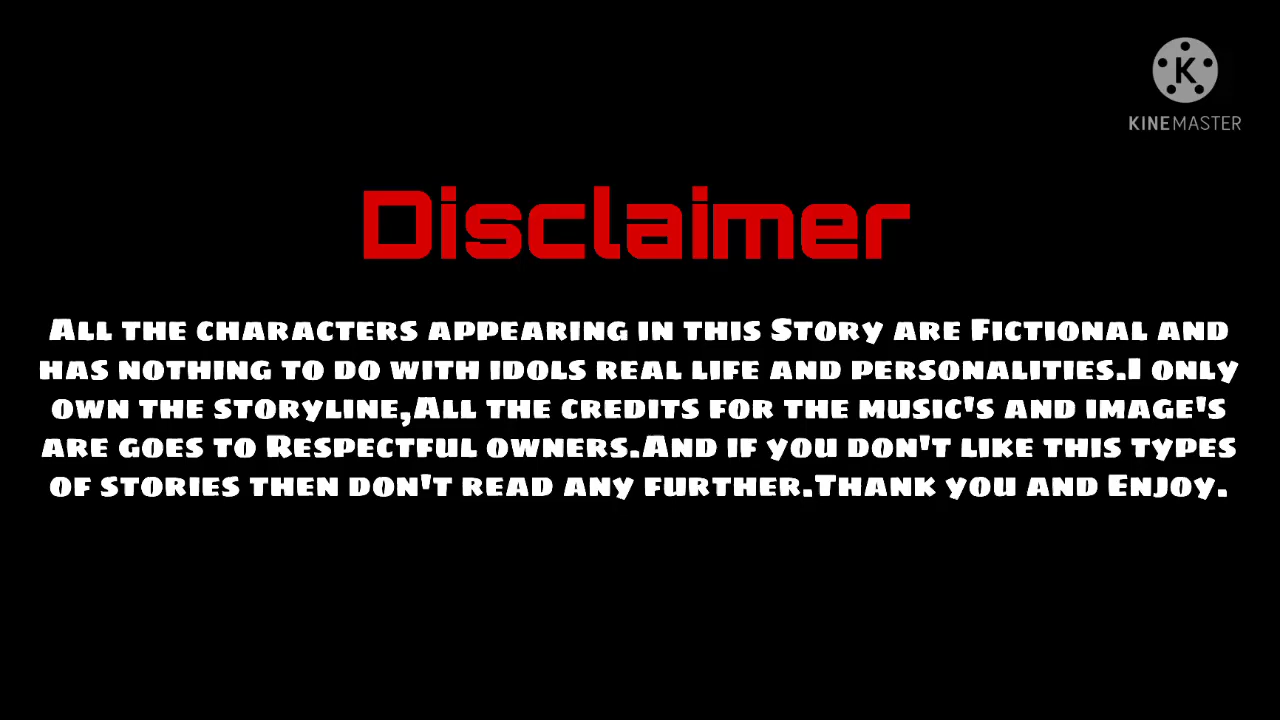 K
KINEMASTER
Disclaimer
All the characters appearing in this Story are Fictional and
has nothing to do with idols real life and personalities.I only
own the storyline,All the credits for the music's and image's
are goes to Respectful owners.And if you don't like this types
of stories then don't read any further.Thank you and Enjoy.